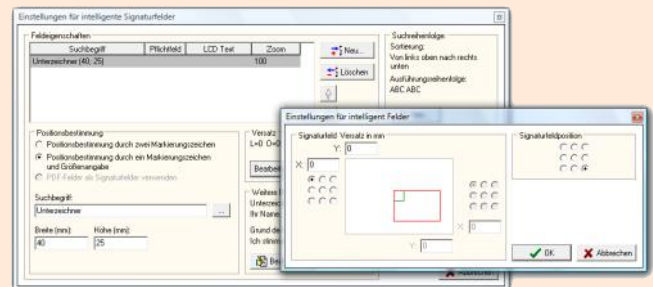 Einstellungen für intelligente Signaturfelder
Feldeigenschaften
Suchbegriff Pflichtfeld LCD Text Zoom
Unterzeichner (40; 25) 100
Neu...
Löschen
Suchreihenfolge
Sortierung:
Von links oben nach rechts
unten
Ausführungsreihenfolge:
ABC ABC
Positionsbestimmung
Positionsbestimmung durch zwei Markierungszeichen
Positionsbestimmung durch ein Markierungszeichen
und Größenangabe
PDF-Felder als Signaturfelder verwenden
Suchbegriff:
Unterzeichner
...
Breite (mm): Höhe (mm):
40 25
Versatz
L=0 O=0
Bearbei
Weitere
Unterzeic
Ihr Name,
Grund de
Ich stimm
Be
Abbrechen
Einstellungen für intelligent Felder
Signaturfeld Versatz in mm
Y: 0
X: 0
X: 0
Y: 0
Signaturfeldposition
OK
Abbrechen